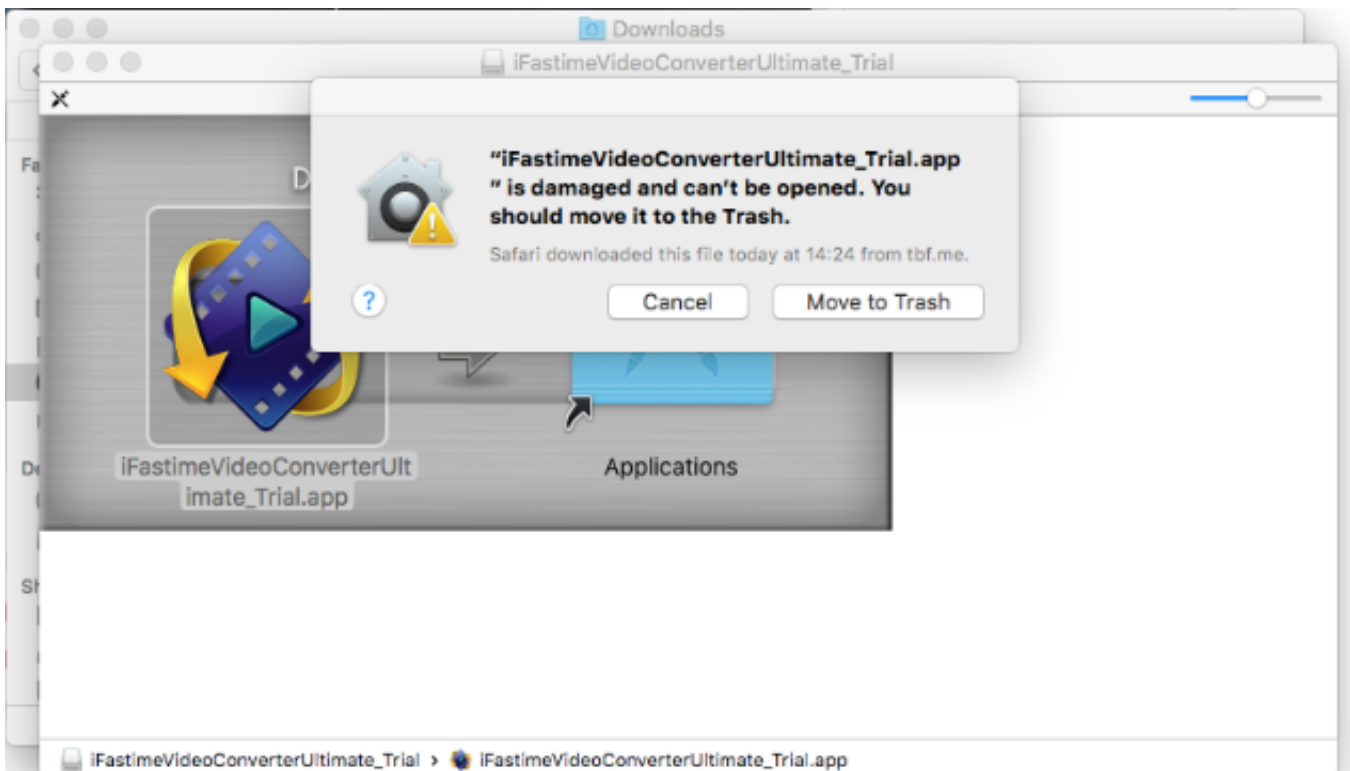 Downloads
iFastimeVideoConverterUltimate_Trial
"iFastimeVideoConverterUltimate_Trial.app
" is damaged and can't be opened. You
should move it to the Trash.
Safari downloaded this file today at 14:24 from tbf.me.
?
Cancel
Move to Trash
iFastimeVideoConverterUlt
imate_Trial.app
Applications
iFastimeVideoConverterUltimate_Trial › iFastimeVideoConverterUltimate_Trial.app